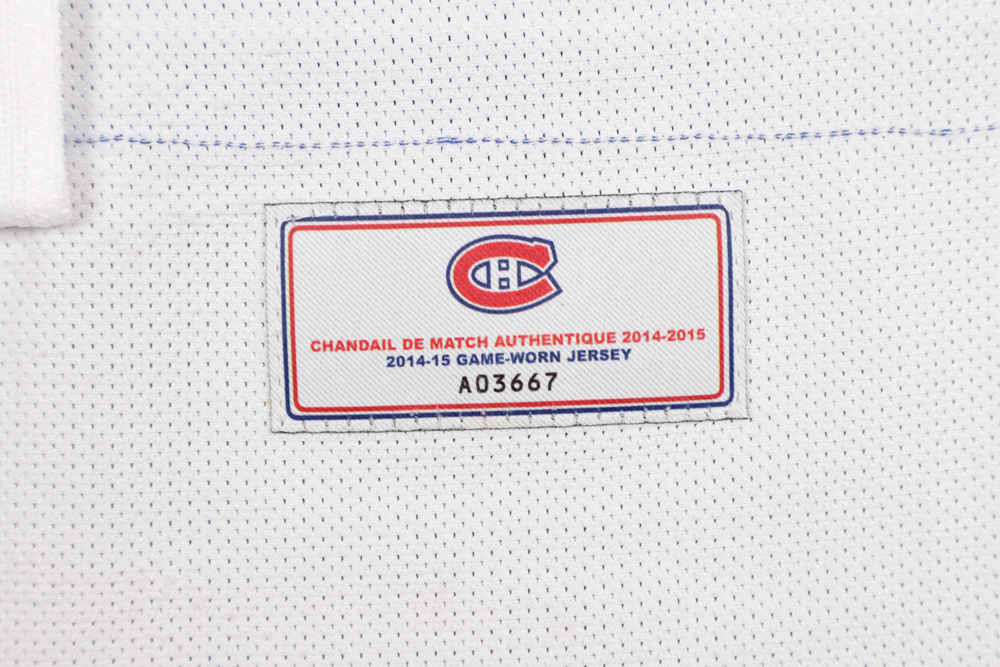 CHANDAIL DE MATCH AUTHENTIQUE 2014-2015
2014-15 GAME-WORN JERSEY
A03667